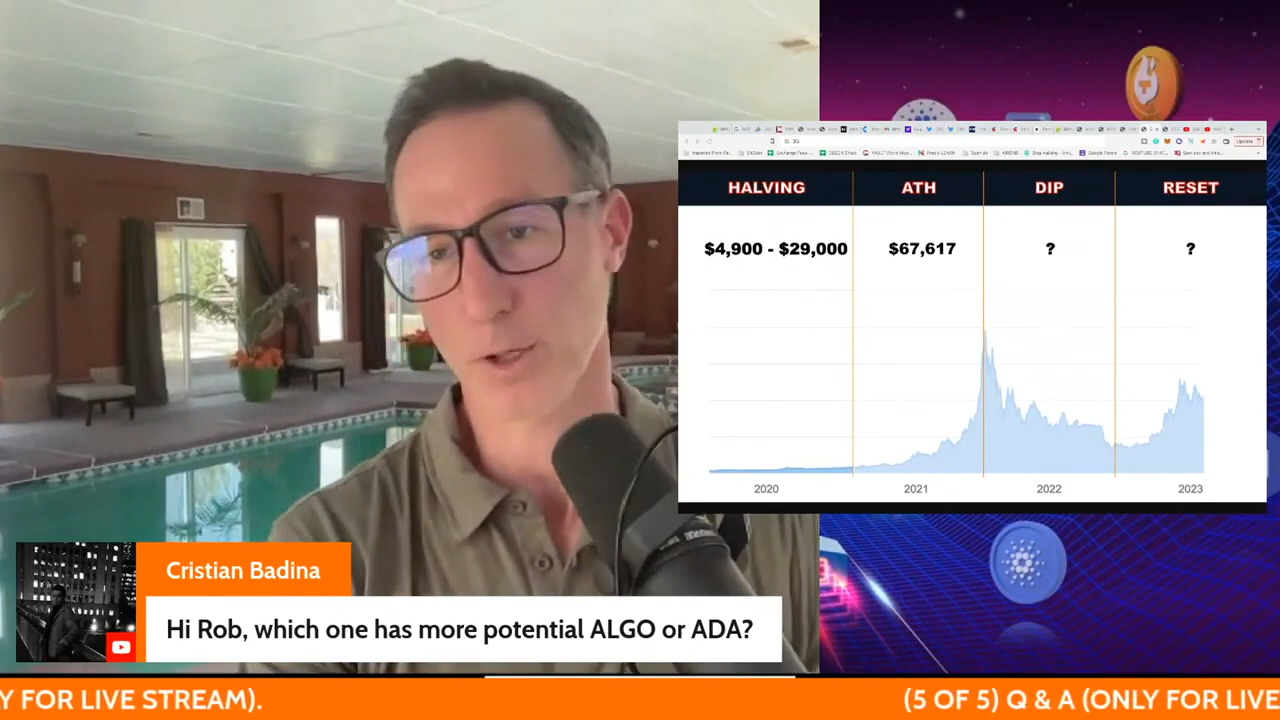 Update
HALVING
ATH
DIP
RESET
$4,900 - $29,000
$67,617
?
?
2020
2021
2022
2023
Cristian Badina
Hi Rob, which one has more potential ALGO or ADA?
Y FOR LIVE STREAM).
(5 OF 5) Q & A (ONLY FOR LIVE